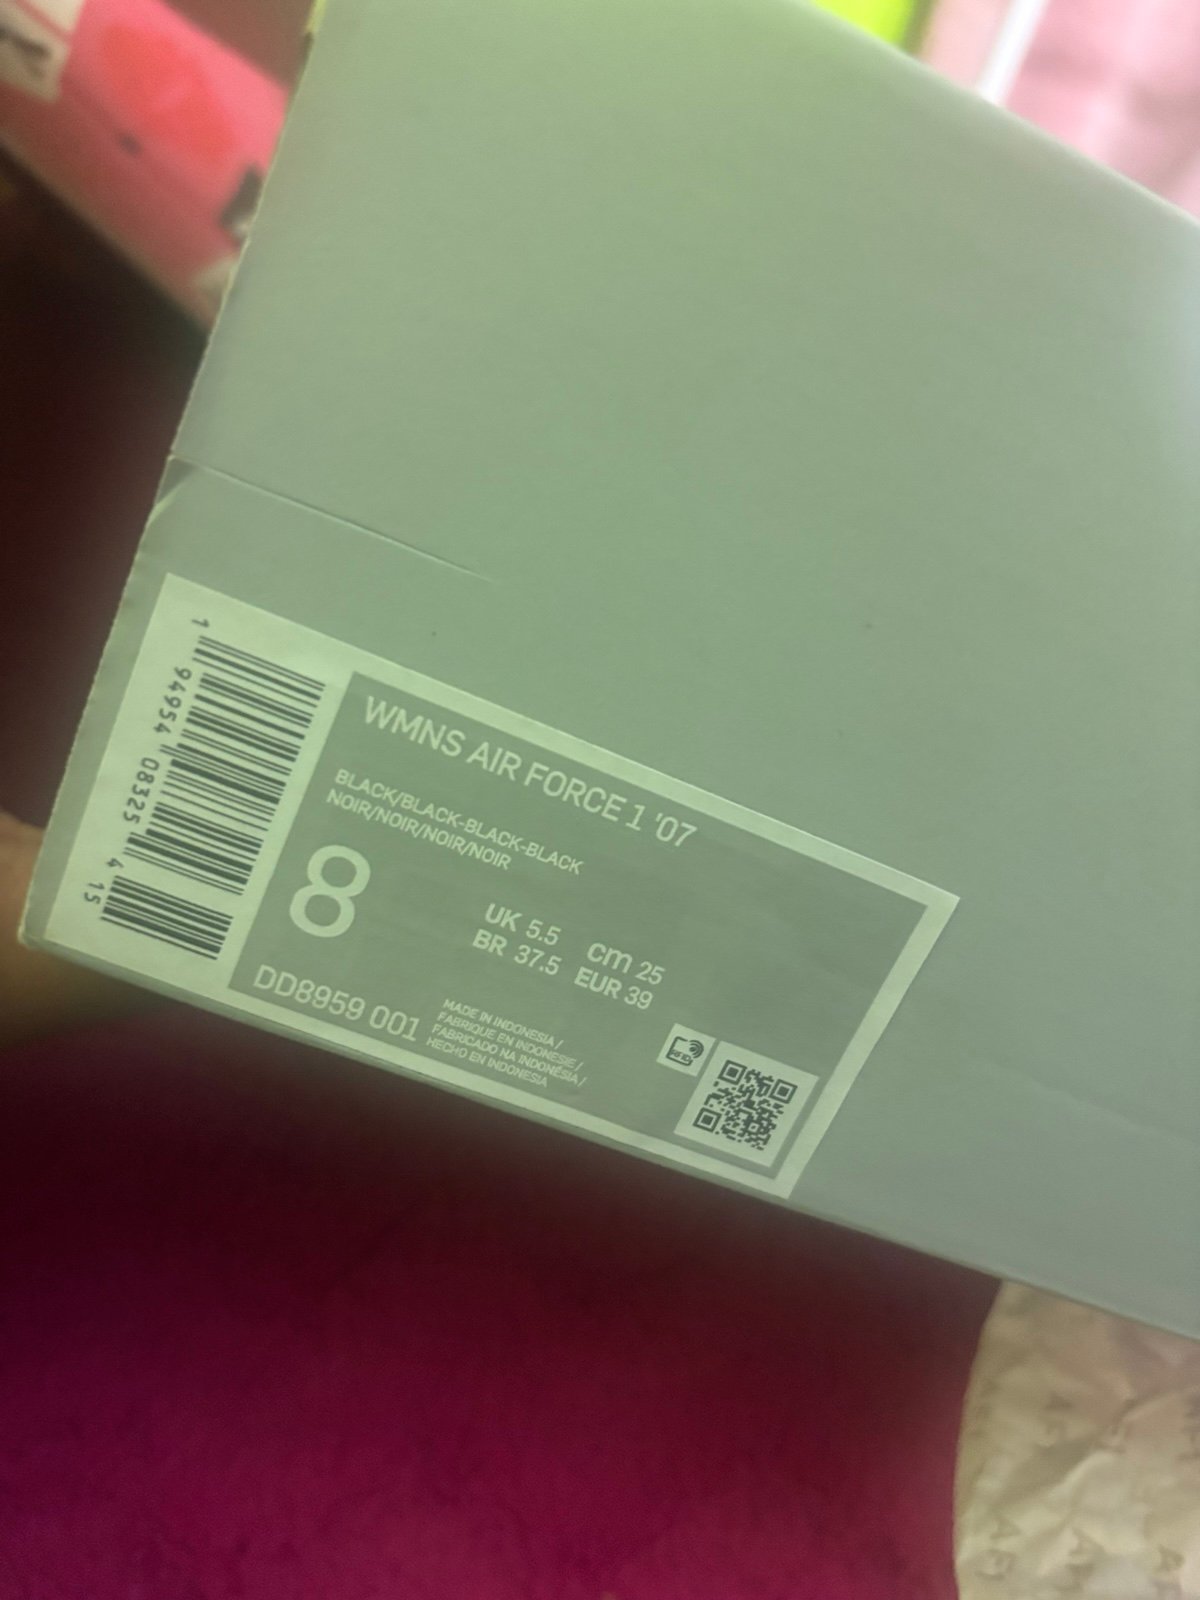 WMNS AIR FORCE 1 '07
BLACK/BLACK-BLACK-BLACK
NOIR/NOIR/NOIR/NOIR
8
UK 5.5 cm 25
BR 37.5 EUR 39
DD8959 001
MADE IN INDONESIA /
FABRIQUE EN INDONESIE /
FABRICADO NA INDONÉSIA /
HECHO EN INDONESIA
RFID
1 94954 08325 4 15